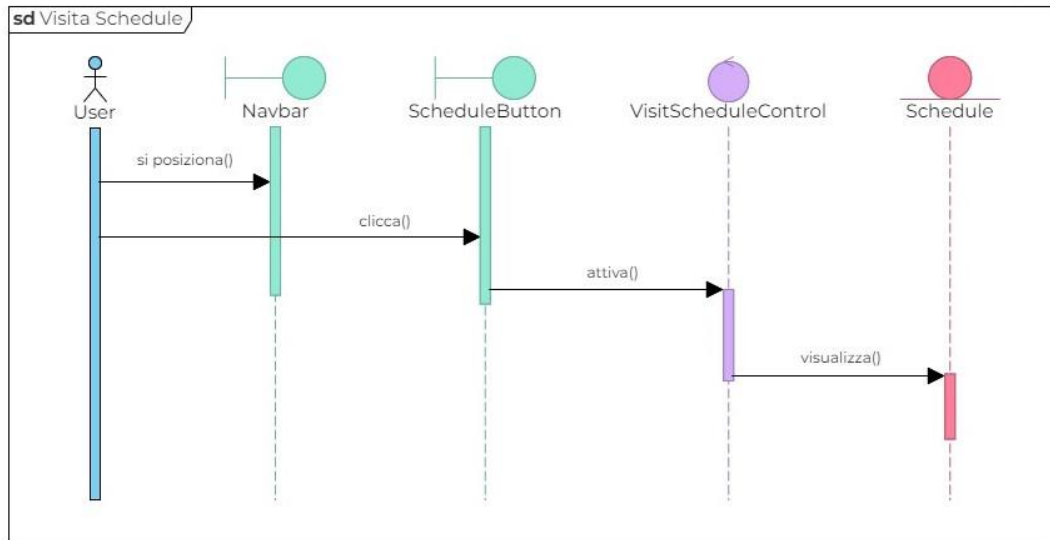 sd Visita Schedule
User
Navbar
ScheduleButton
VisitScheduleControl
Schedule
si posiziona()
clicca()
attiva()
visualizza()